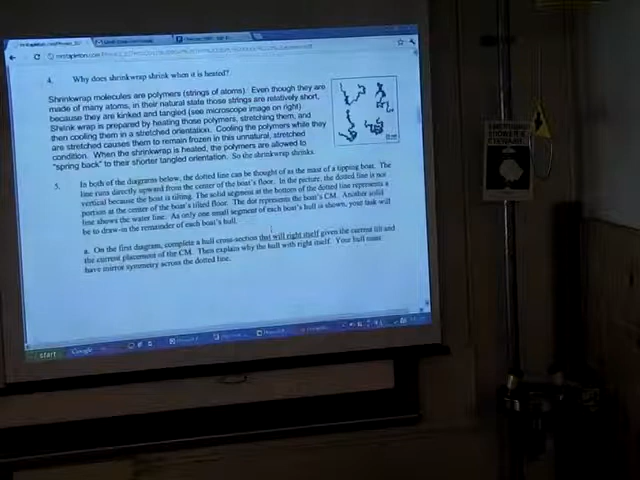 mrstapleton.com
4. Why does shrinkwrap shrink when it is heated?
Shrinkwrap molecules are polymers (strings of atoms). Even though they are
made of many atoms, in their natural state those strings are relatively short,
because they are kinked and tangled (see microscope image on right)
Shrink wrap is prepared by heating those polymers, stretching them, and
then cooling them in a stretched orientation. Cooling the polymers while they
are stretched causes them to remain frozen in this unnatural, stretched
condition. When the shrinkwrap is heated, the polymers are allowed to
"spring back" to their shorter tangled orientation. So the shrinkwrap shrinks.
5. In both of the diagrams below, the dotted line can be thought of as the mast of a tipping boat. The
line runs directly upward from the center of the boat's floor. In the picture, the dotted line is not
vertical because the boat is tilting. The solid segment at the bottom of the dotted line represents a
portion at the center of the boat's tilted floor. The dot represents the boat's CM. Another solid
line shows the water line. As only one small segment of each boat's hull is shown, your task will
be to draw-in the remainder of each boat's hull.
a. On the first diagram, complete a hull cross-section that will right itself given the current tilt and
the current placement of the CM. Then explain why the hull with right itself. Your hull must
have mirror symmetry across the dotted line.
start Google
EMERGENCY
SHOWER